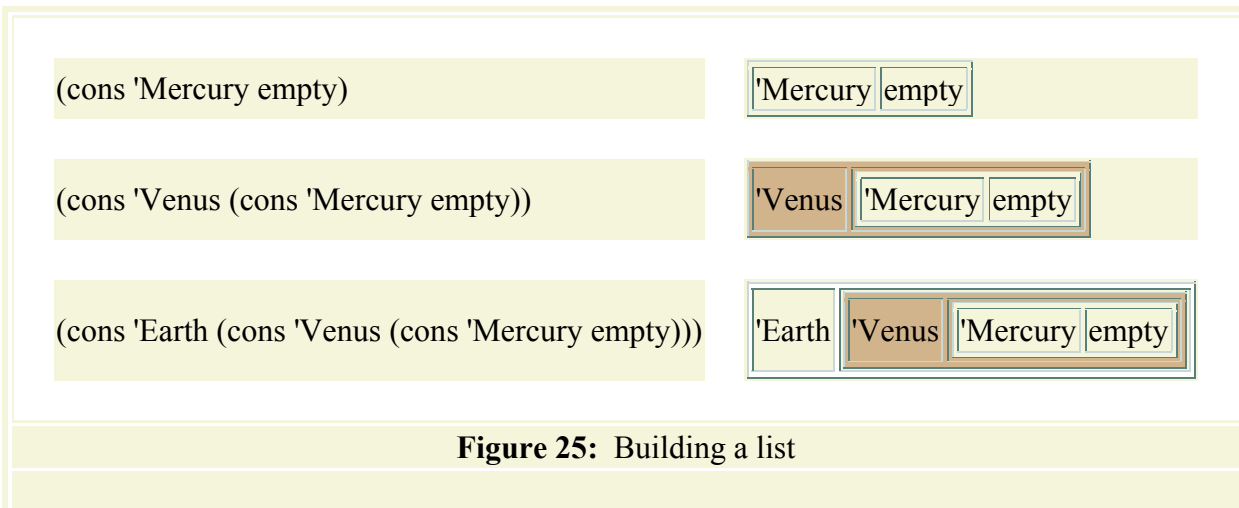 (cons 'Mercury empty) 'Mercury empty
(cons 'Venus (cons 'Mercury empty)) 'Venus 'Mercury empty
(cons 'Earth (cons 'Venus (cons 'Mercury empty))) 'Earth 'Venus 'Mercury empty
Figure 25: Building a list